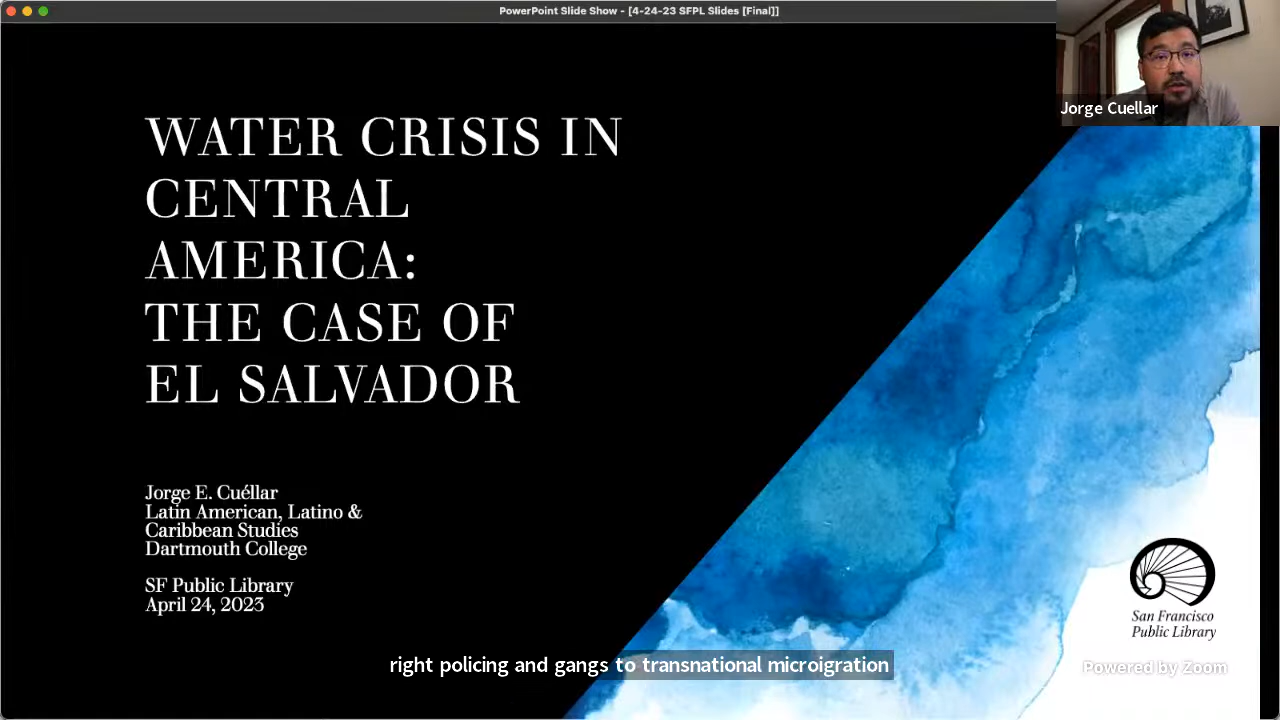 PowerPoint Slide Show - [4-24-23 SFPL Slides [Final]]
Jorge Cuellar
WATER CRISIS IN
CENTRAL
AMERICA:
THE CASE OF
EL SALVADOR
Jorge E. Cuéllar
Latin American, Latino &
Caribbean Studies
Dartmouth College
SF Public Library
April 24, 2023
San Francisco
Public Library
right policing and gangs to transnational microigration
Powered by Zoom